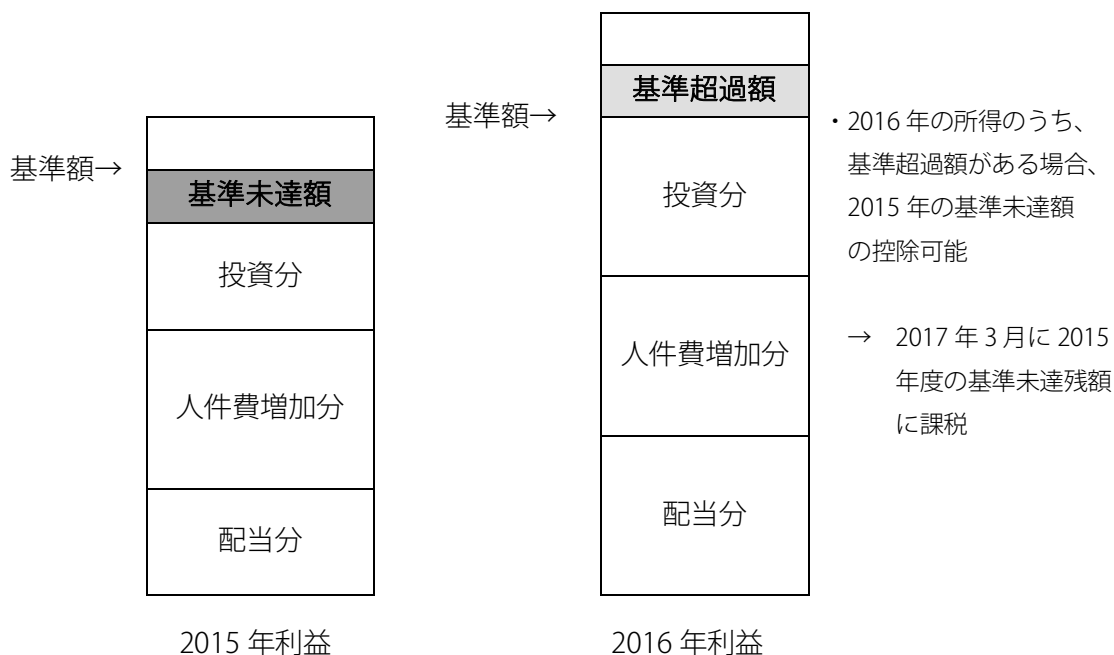 基準額→
基準未達額
投資分
人件費増加分
配当分
2015 年利益
基準額→
基準超過額
投資分
人件費増加分
配当分
2016 年利益
・2016 年の所得のうち、
基準超過額がある場合、
2015 年の基準未達額
の控除可能
→ 2017 年 3 月に 2015
年度の基準未達残額
に課税